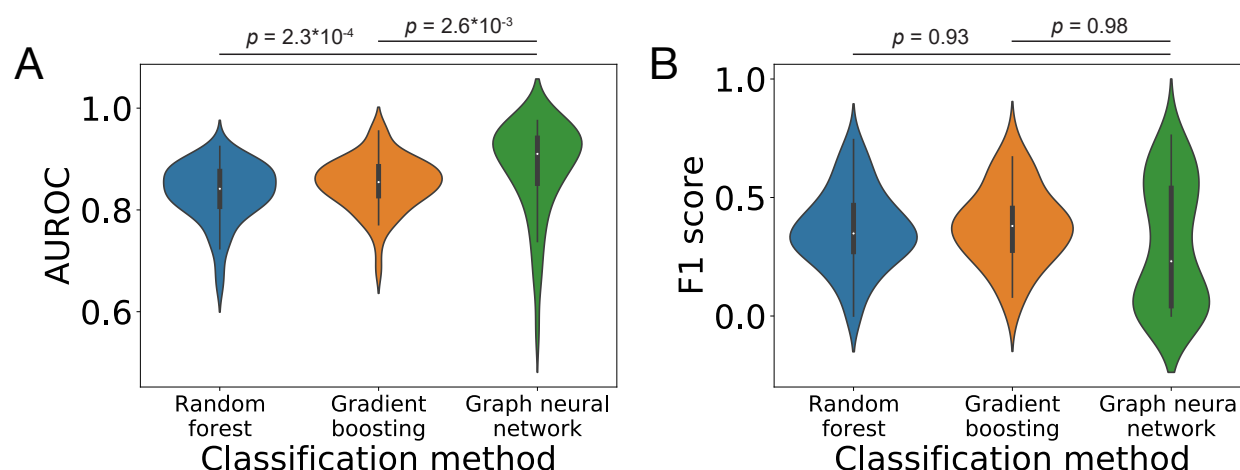 A
p = 2.3*10-4
p = 2.6*10-3
AUROC
1.0
0.8
0.6
Random forest
Gradient boosting
Graph neural network
Classification method
B
p = 0.93
p = 0.98
F1 score
1.0
0.5
0.0
Random forest
Gradient boosting
Graph neura network
Classification method